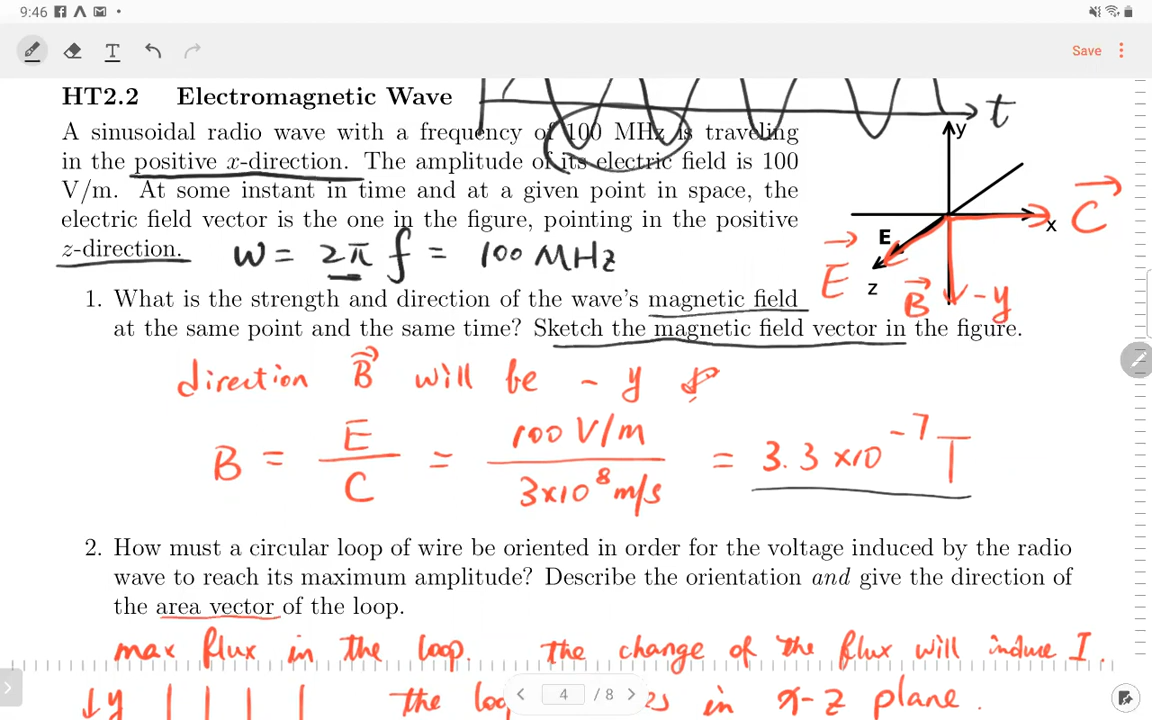 9:46
Save
HT2.2 Electromagnetic Wave
t
A sinusoidal radio wave with a frequency of 100 MHz is traveling
in the positive x-direction. The amplitude of its electric field is 100
V/m. At some instant in time and at a given point in space, the
electric field vector is the one in the figure, pointing in the positive
z-direction.
ω = 2π f = 100 MHz
y
x
C
E
E
z
B
-y
1. What is the strength and direction of the wave's magnetic field
at the same point and the same time? Sketch the magnetic field vector in the figure.
direction B will be - y
B = E / C = 100 V/m / 3×10^8 m/s = 3.3 ×10^-7 T
2. How must a circular loop of wire be oriented in order for the voltage induced by the radio
wave to reach its maximum amplitude? Describe the orientation and give the direction of
the area vector of the loop.
max flux in the loop. The change of the flux will induce I.
↓y the in x-z plane.
4 / 8